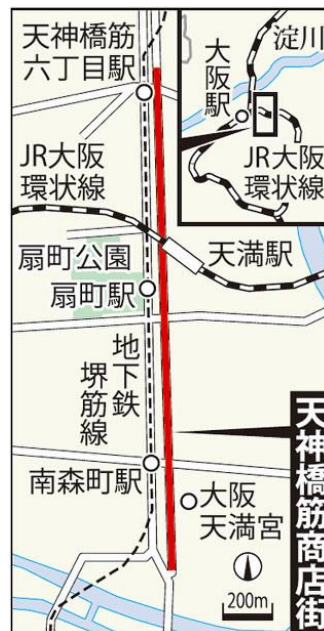 天神橋筋
六丁目駅
淀川
大阪駅
JR大阪
環状線
JR大阪
環状線
天満駅
扇町公園
扇町駅
地下鉄
堺筋線
南森町駅
大阪
天満宮
天神橋筋商店街
200m